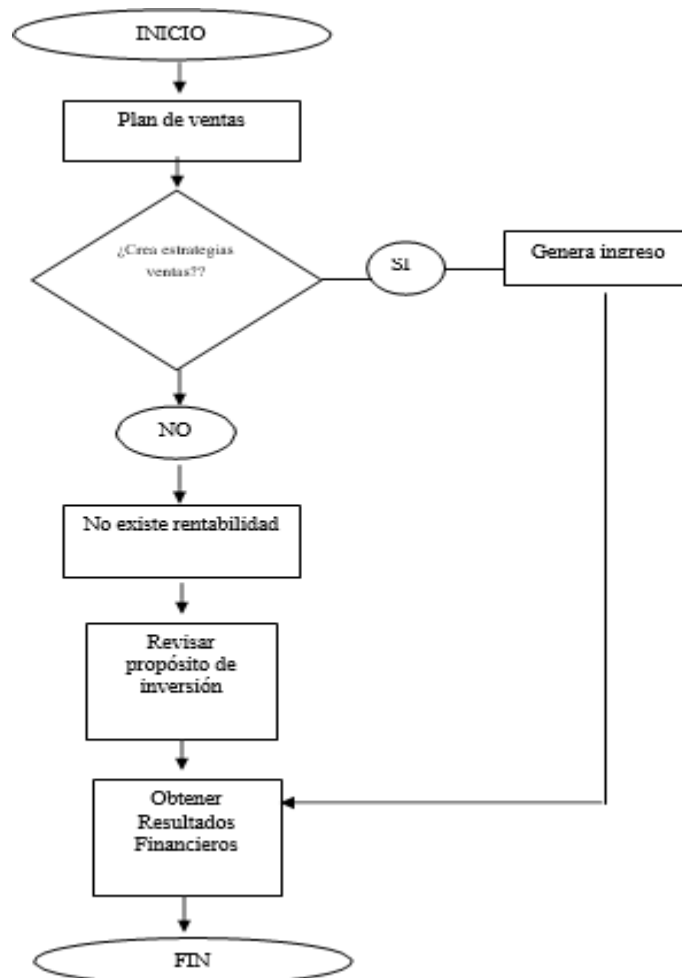 INICIO
Plan de ventas
¿Crea estrategias
ventas??
SI
Genera ingreso
NO
No existe rentabilidad
Revisar
propósito de
inversión
Obtener
Resultados
Financieros
FIN